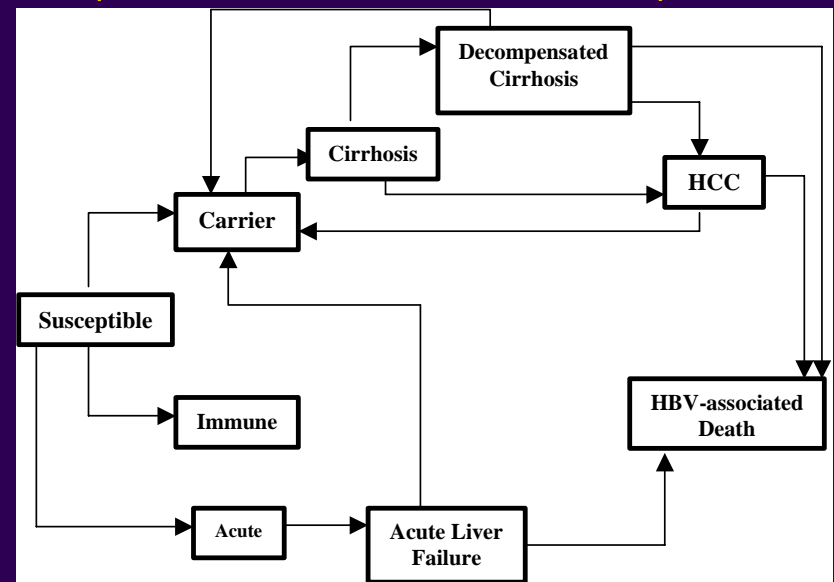 Decompensated
Cirrhosis
Cirrhosis
HCC
Carrier
Susceptible
HBV-associated
Death
Immune
Acute
Acute Liver
Failure